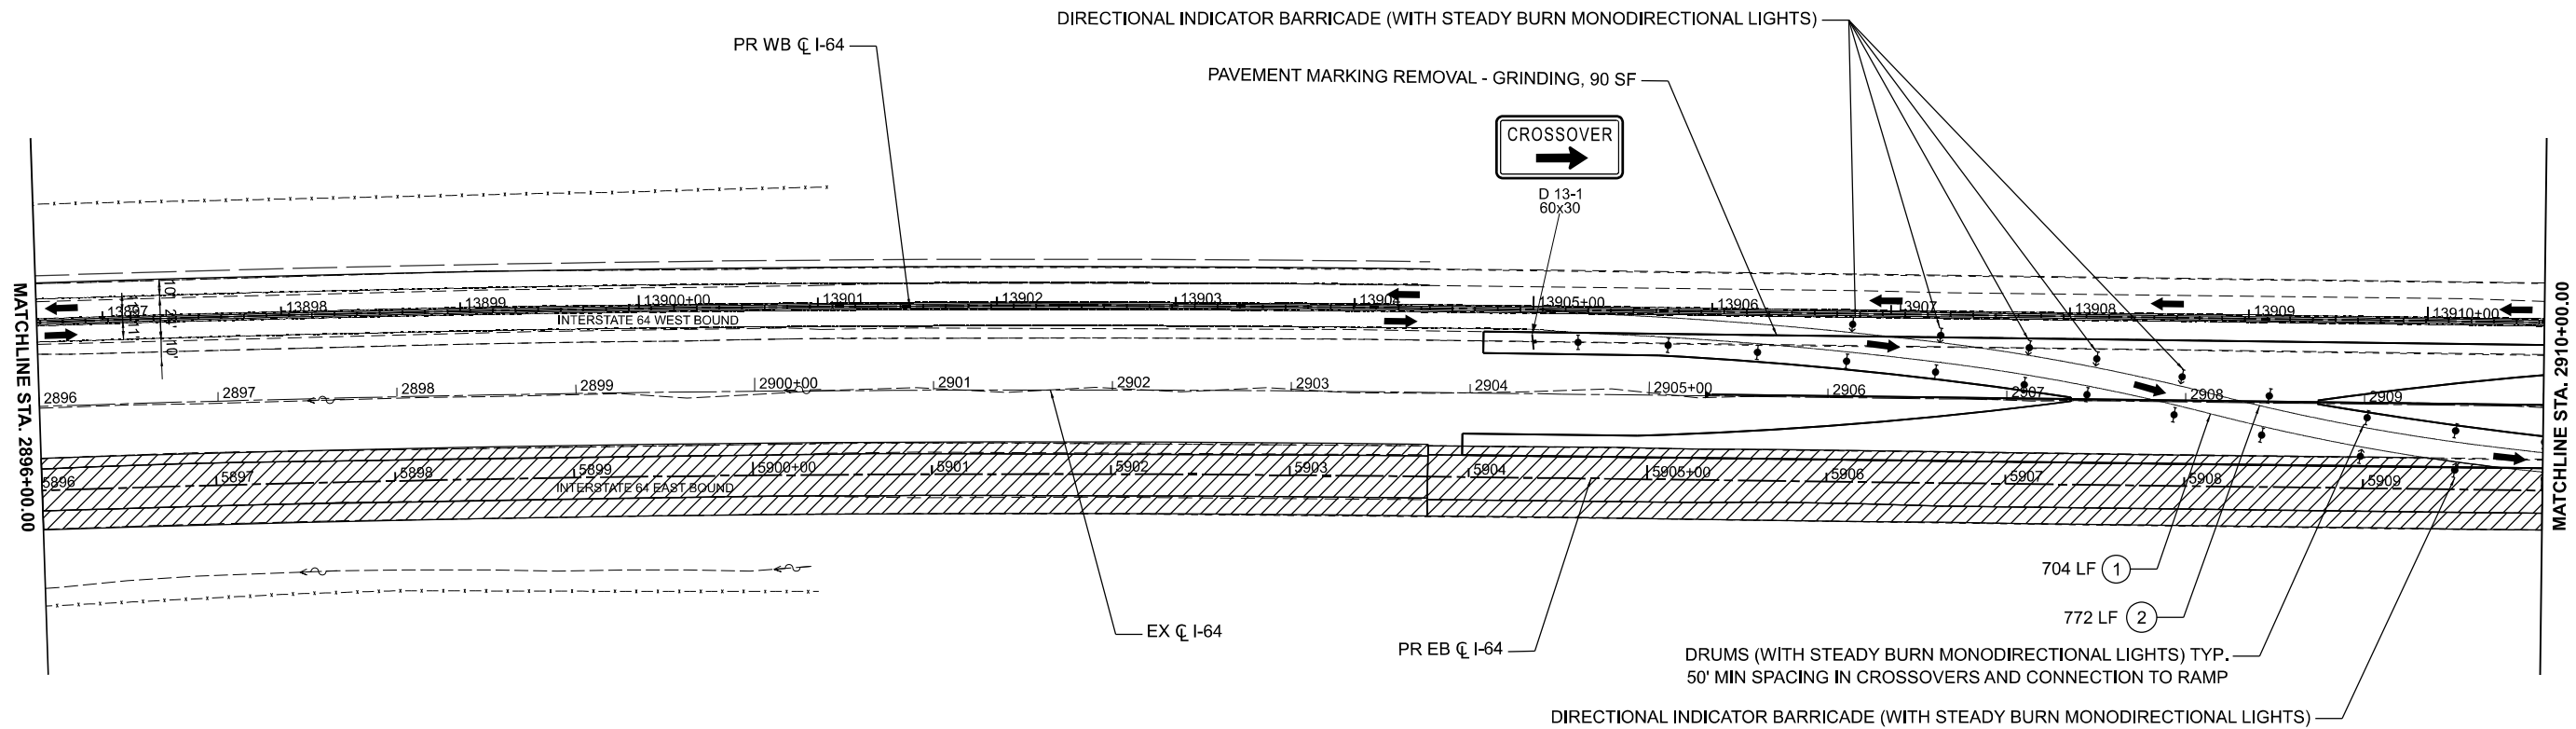 DIRECTIONAL INDICATOR BARRICADE (WITH STEADY BURN MONODIRECTIONAL LIGHTS)
PR WB ℄ I-64
PAVEMENT MARKING REMOVAL - GRINDING, 90 SF
CROSSOVER
D 13-1
60x30
MATCHLINE STA. 2896+00.00
MATCHLINE STA. 2910+00.00
10'
22'
10'
11'
13897
13898
13899
13900+00
13901
13902
13903
13904
13905+00
13906
13907
13908
13909
13910+00
INTERSTATE 64 WEST BOUND
2896
2897
2898
2899
2900+00
2901
2902
2903
2904
2905+00
2906
2907
2908
2909
5896
5897
5898
5899
5900+00
5901
5902
5903
5904
5905+00
5906
5907
5908
5909
INTERSTATE 64 EAST BOUND
704 LF 1
772 LF 2
EX ℄ I-64
PR EB ℄ I-64
DRUMS (WITH STEADY BURN MONODIRECTIONAL LIGHTS) TYP.
50' MIN SPACING IN CROSSOVERS AND CONNECTION TO RAMP
DIRECTIONAL INDICATOR BARRICADE (WITH STEADY BURN MONODIRECTIONAL LIGHTS)